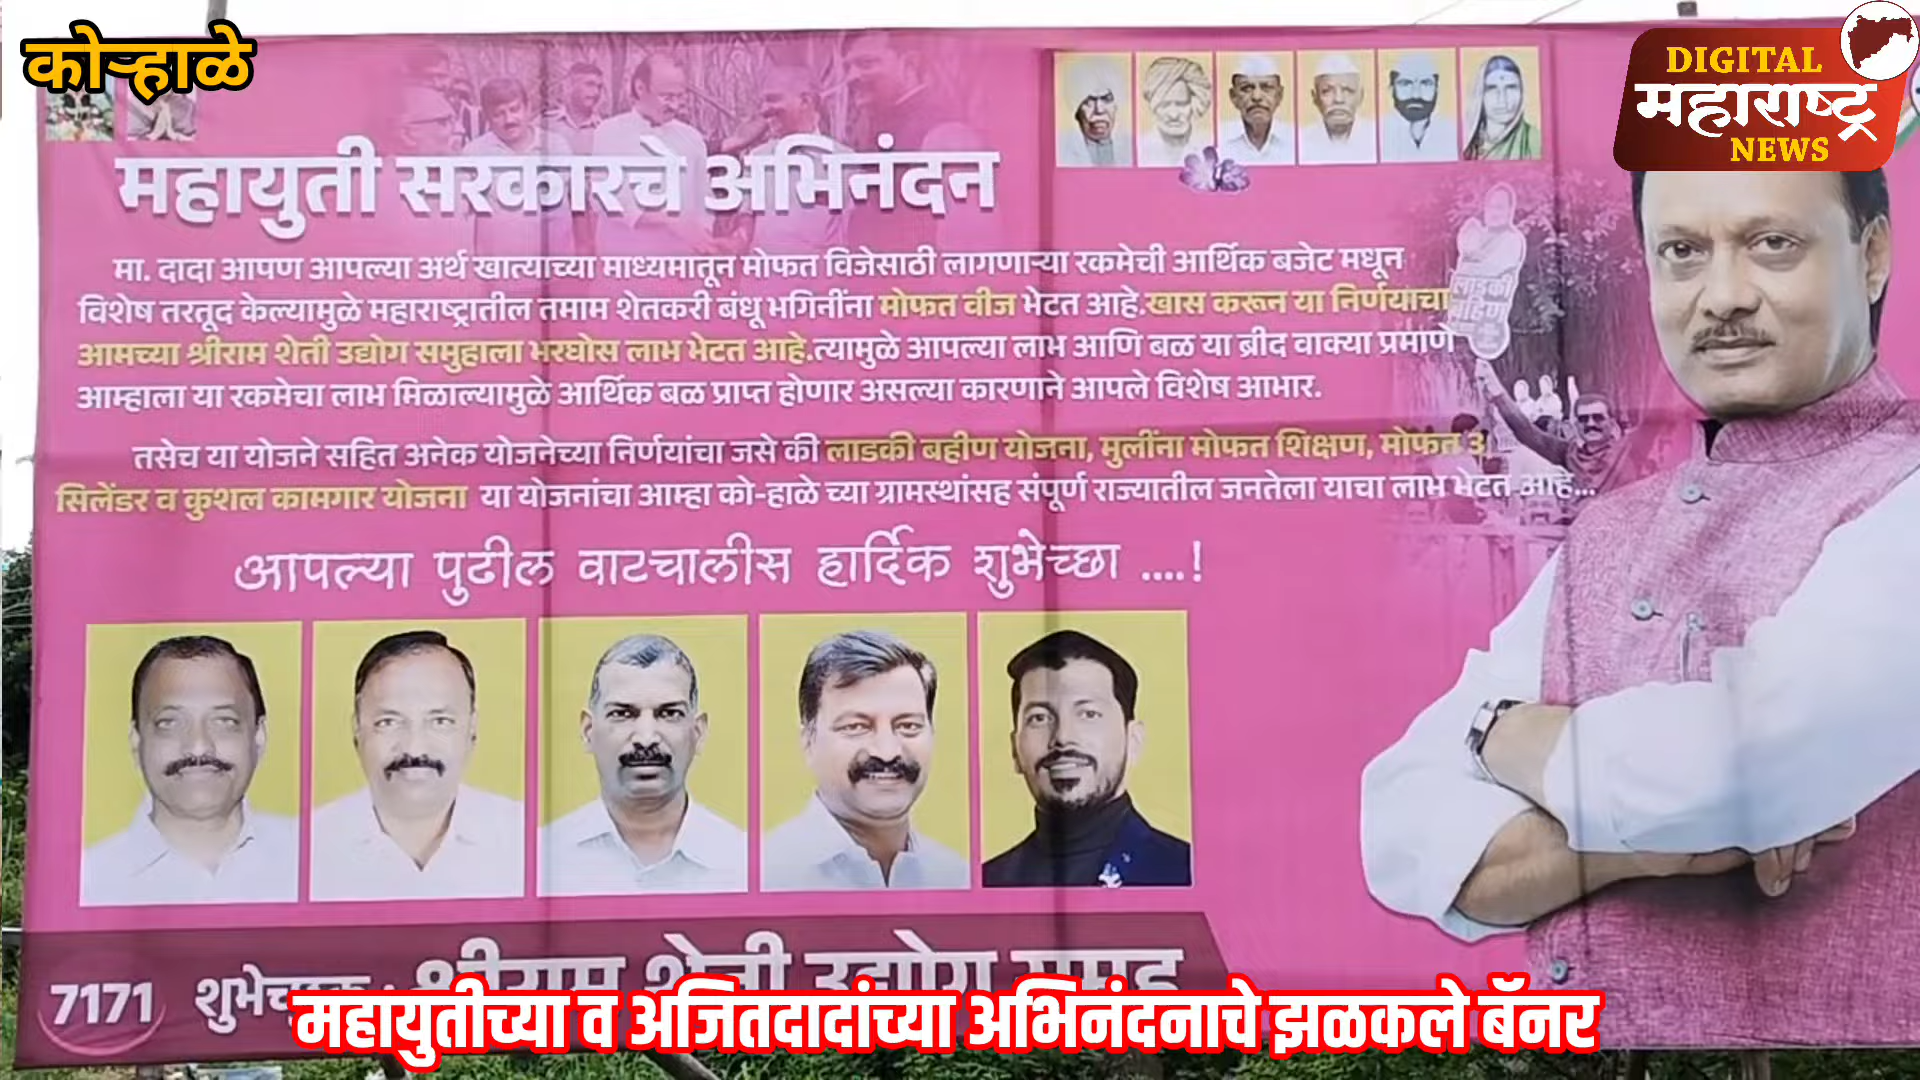 कोऱ्हाळे
DIGITAL
महाराष्ट्र
NEWS
महायुती सरकारचे अभिनंदन
मा. दादा आपण आपल्या अर्थ खात्याच्या माध्यमातून मोफत विजेसाठी लागणाऱ्या रकमेची आर्थिक बजेट मधून
विशेष तरतूद केल्यामुळे महाराष्ट्रातील तमाम शेतकरी बंधू भगिनींना मोफत वीज भेटत आहे.खास करून या निर्णयाचा
आमच्या श्रीराम शेती उद्योग समुहाला भरघोस लाभ भेटत आहे.त्यामुळे आपल्या लाभ आणि बळ या ब्रीद वाक्या प्रमाणे
आम्हाला या रकमेचा लाभ मिळाल्यामुळे आर्थिक बळ प्राप्त होणार असल्या कारणाने आपले विशेष आभार.
लाडकी
बहिण
तसेच या योजने सहित अनेक योजनेच्या निर्णयांचा जसे की लाडकी बहीण योजना, मुलींना मोफत शिक्षण, मोफत 3
सिलेंडर व कुशल कामगार योजना या योजनांचा आम्हा को-हाळे च्या ग्रामस्थांसह संपूर्ण राज्यातील जनतेला याचा लाभ भेटत आहे...
आपल्या पुढील वाटचालीस हार्दिक शुभेच्छा ....!
7171 शुभेच्छुक : श्रीराम शेती उद्योग समुह
महायुतीच्या व अजितदादांच्या अभिनंदनाचे झळकले बॅनर